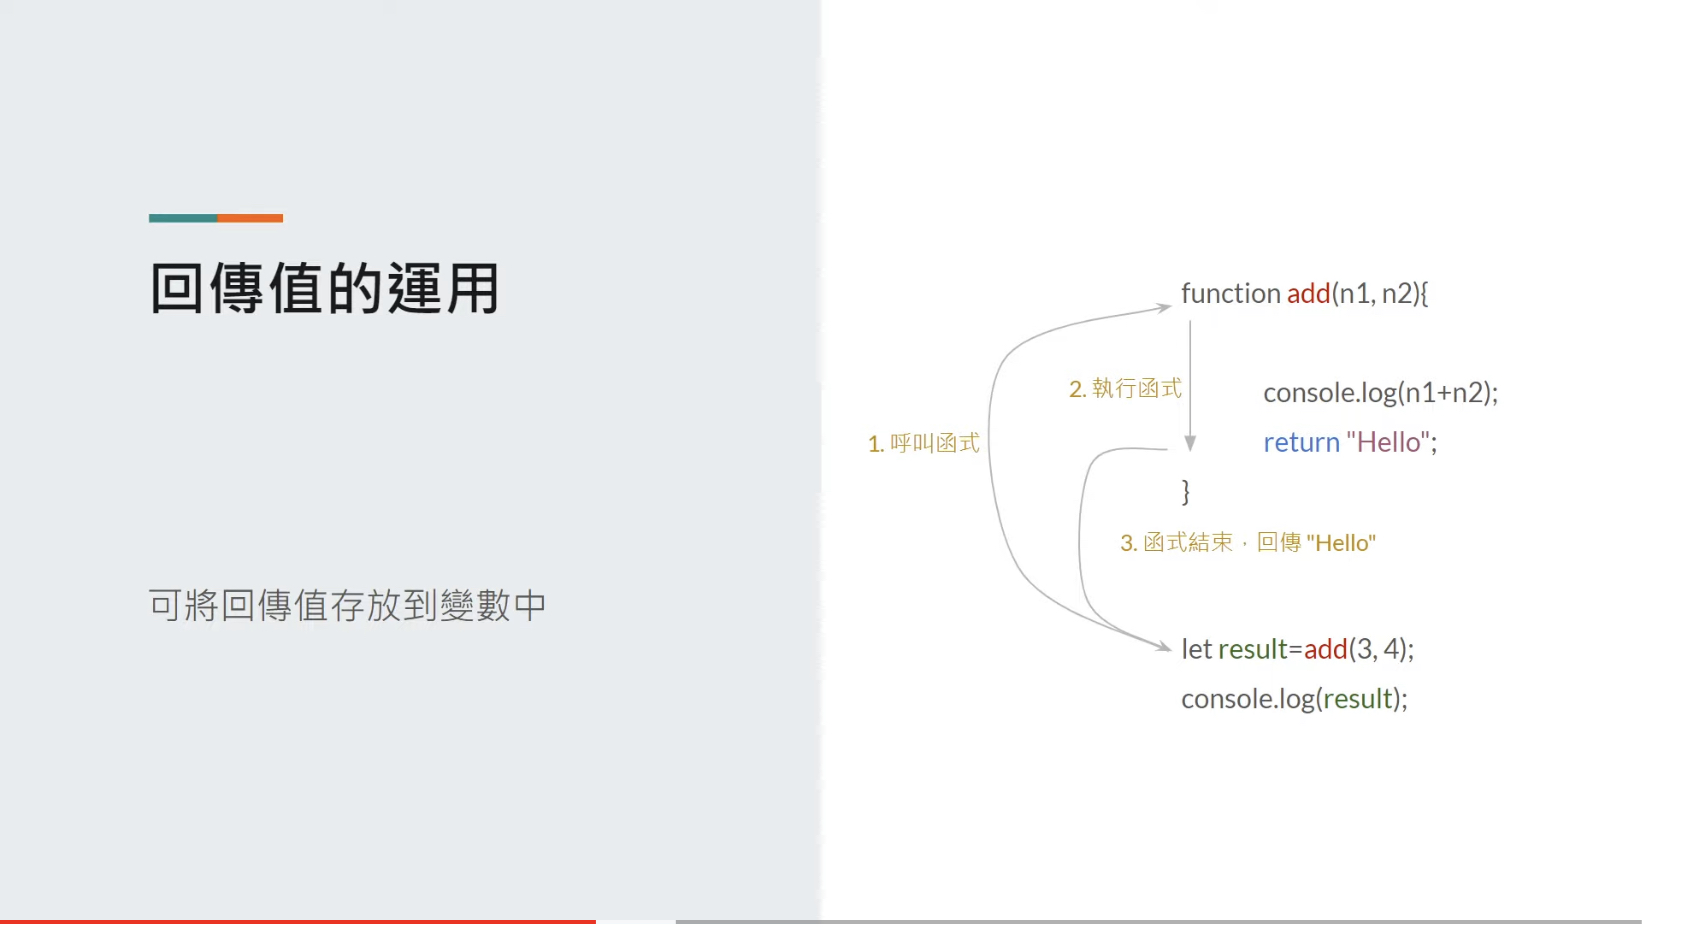 回傳值的運用
可將回傳值存放到變數中
function add(n1, n2){
2. 執行函式
console.log(n1+n2);
1. 呼叫函式
return "Hello";
}
3. 函式結束，回傳 "Hello"
let result=add(3, 4);
console.log(result);